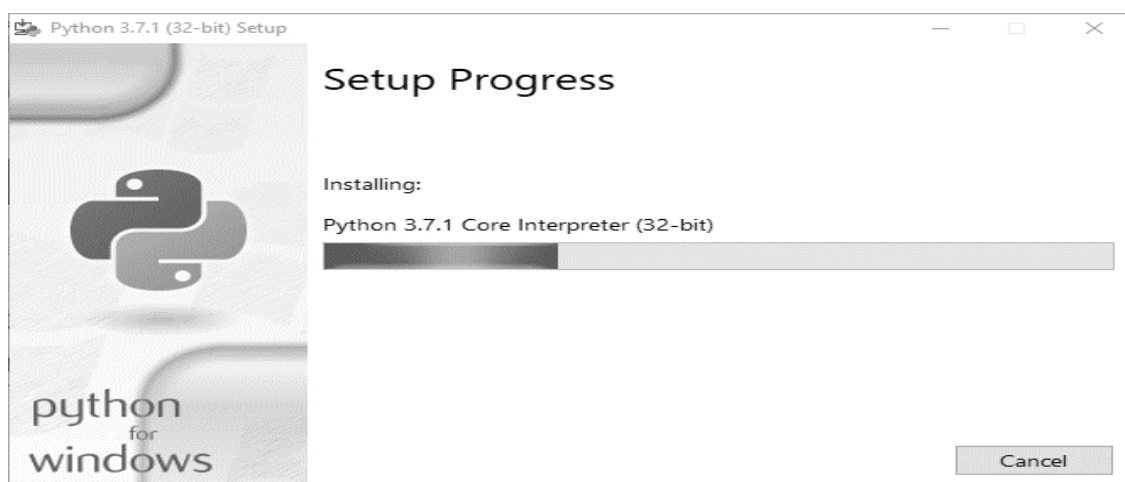 Python 3.7.1 (32-bit) Setup
Setup Progress
Installing:
Python 3.7.1 Core Interpreter (32-bit)
python
for
windows
Cancel